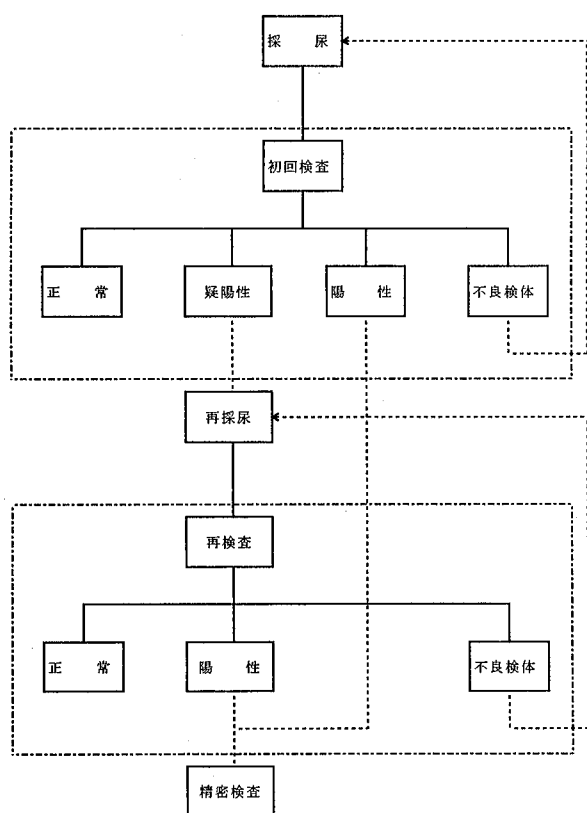 採 尿
初回検査
正 常
疑陽性
陽 性
不良検体
再採尿
再検査
正 常
陽 性
不良検体
精密検査